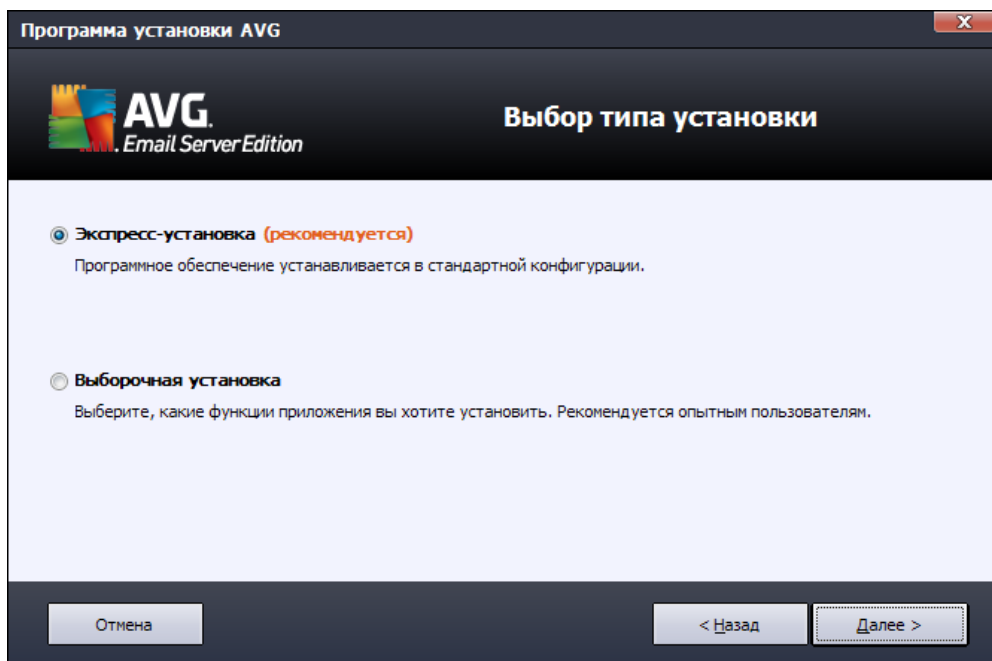 Программа установки AVG
X
AVG.
Email Server Edition
Выбор типа установки
Экспресс-установка (рекомендуется)
Программное обеспечение устанавливается в стандартной конфигурации.
Выборочная установка
Выберите, какие функции приложения вы хотите установить. Рекомендуется опытным пользователям.
Отмена
< Назад
Далее >